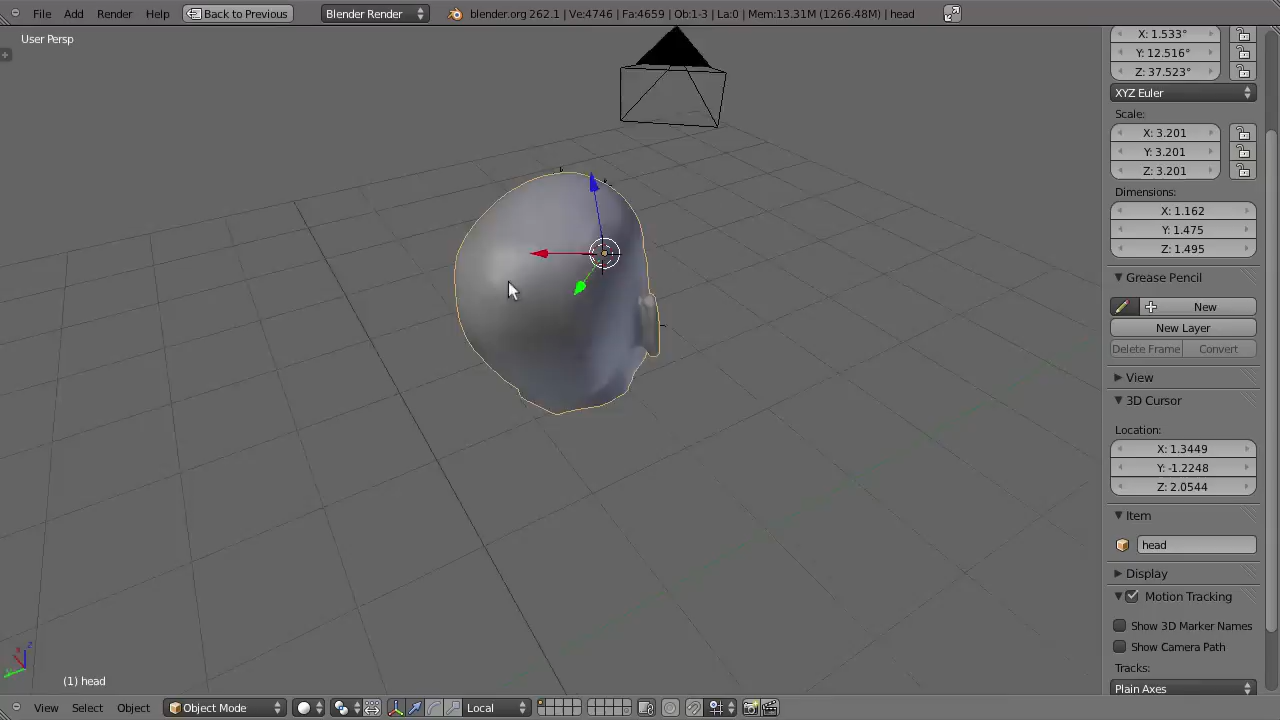 File Add Render Help Back to Previous Blender Render blender.org 262.1 | Ve:4746 | Fa:4659 | Ob:1-3 | La:0 | Mem:13.31M (1266.48M) | head
User Persp
X: 1.533°
Y: 12.516°
Z: 37.523°
XYZ Euler
Scale:
X: 3.201
Y: 3.201
Z: 3.201
Dimensions:
X: 1.162
Y: 1.475
Z: 1.495
Grease Pencil
New
New Layer
Delete Frame Convert
View
3D Cursor
Location:
X: 1.3449
Y: -1.2248
Z: 2.0544
Item
head
Display
Motion Tracking
Show 3D Marker Names
Show Camera Path
Tracks:
Plain Axes
z
x
y
(1) head
View Select Object Object Mode Local